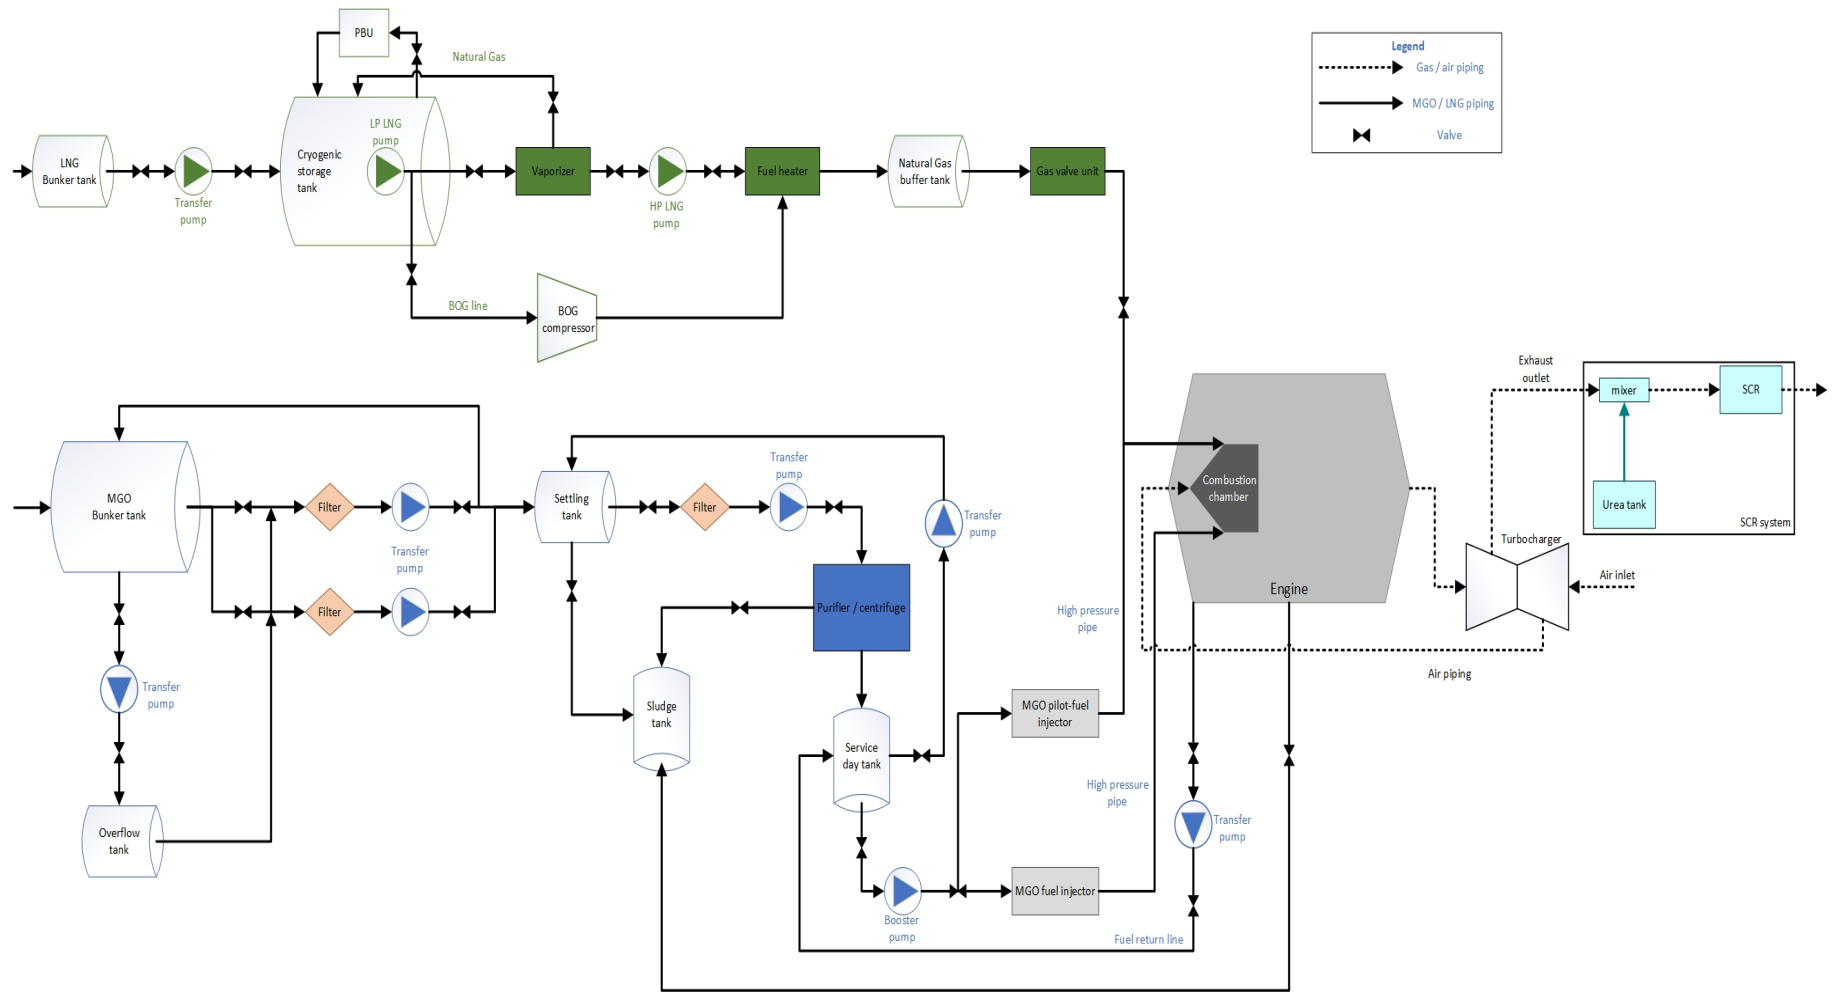 PBU
Natural Gas
LP LNG
pump
LNG
Bunker tank
Cryogenic
storage
tank
Vaporizer
Fuel heater
Natural Gas
buffer tank
Gas valve unit
Transfer
pump
HP LNG
pump
BOG line
BOG
compressor
Legend
Gas / air piping
MGO / LNG piping
Valve
Exhaust
outlet
mixer
SCR
Urea tank
SCR system
Turbocharger
Air inlet
Air piping
Combustion
chamber
Engine
MGO
Bunker tank
Filter
Transfer
pump
Filter
Transfer
pump
Overflow
tank
Settling
tank
Filter
Transfer
pump
Transfer
pump
Purifier / centrifuge
Sludge
tank
Service
day tank
Booster
pump
MGO pilot-fuel
injector
MGO fuel injector
High pressure
pipe
High pressure
pipe
Transfer
pump
Fuel return line